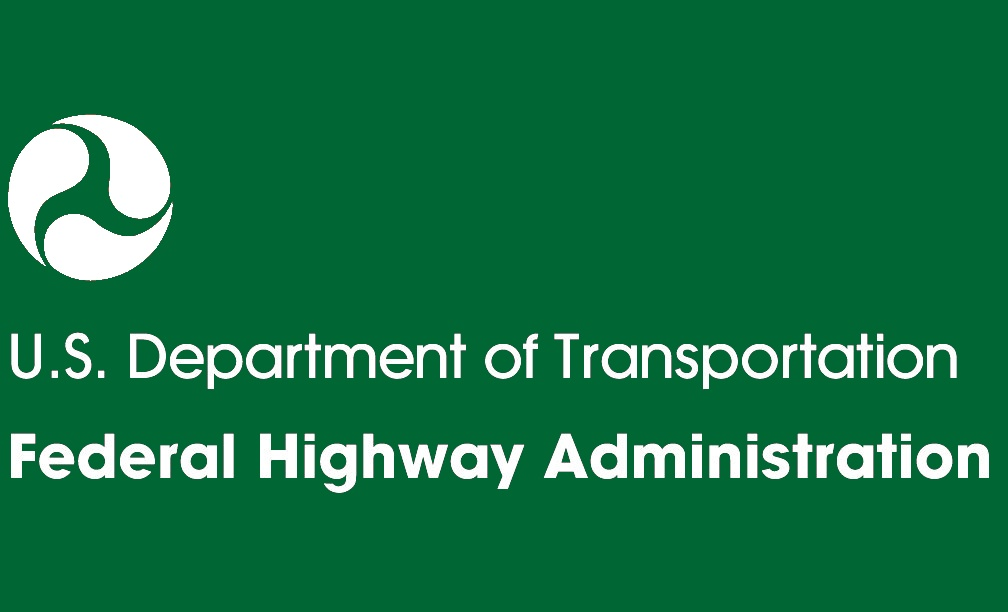 U.S. Department of Transportation
Federal Highway Administration